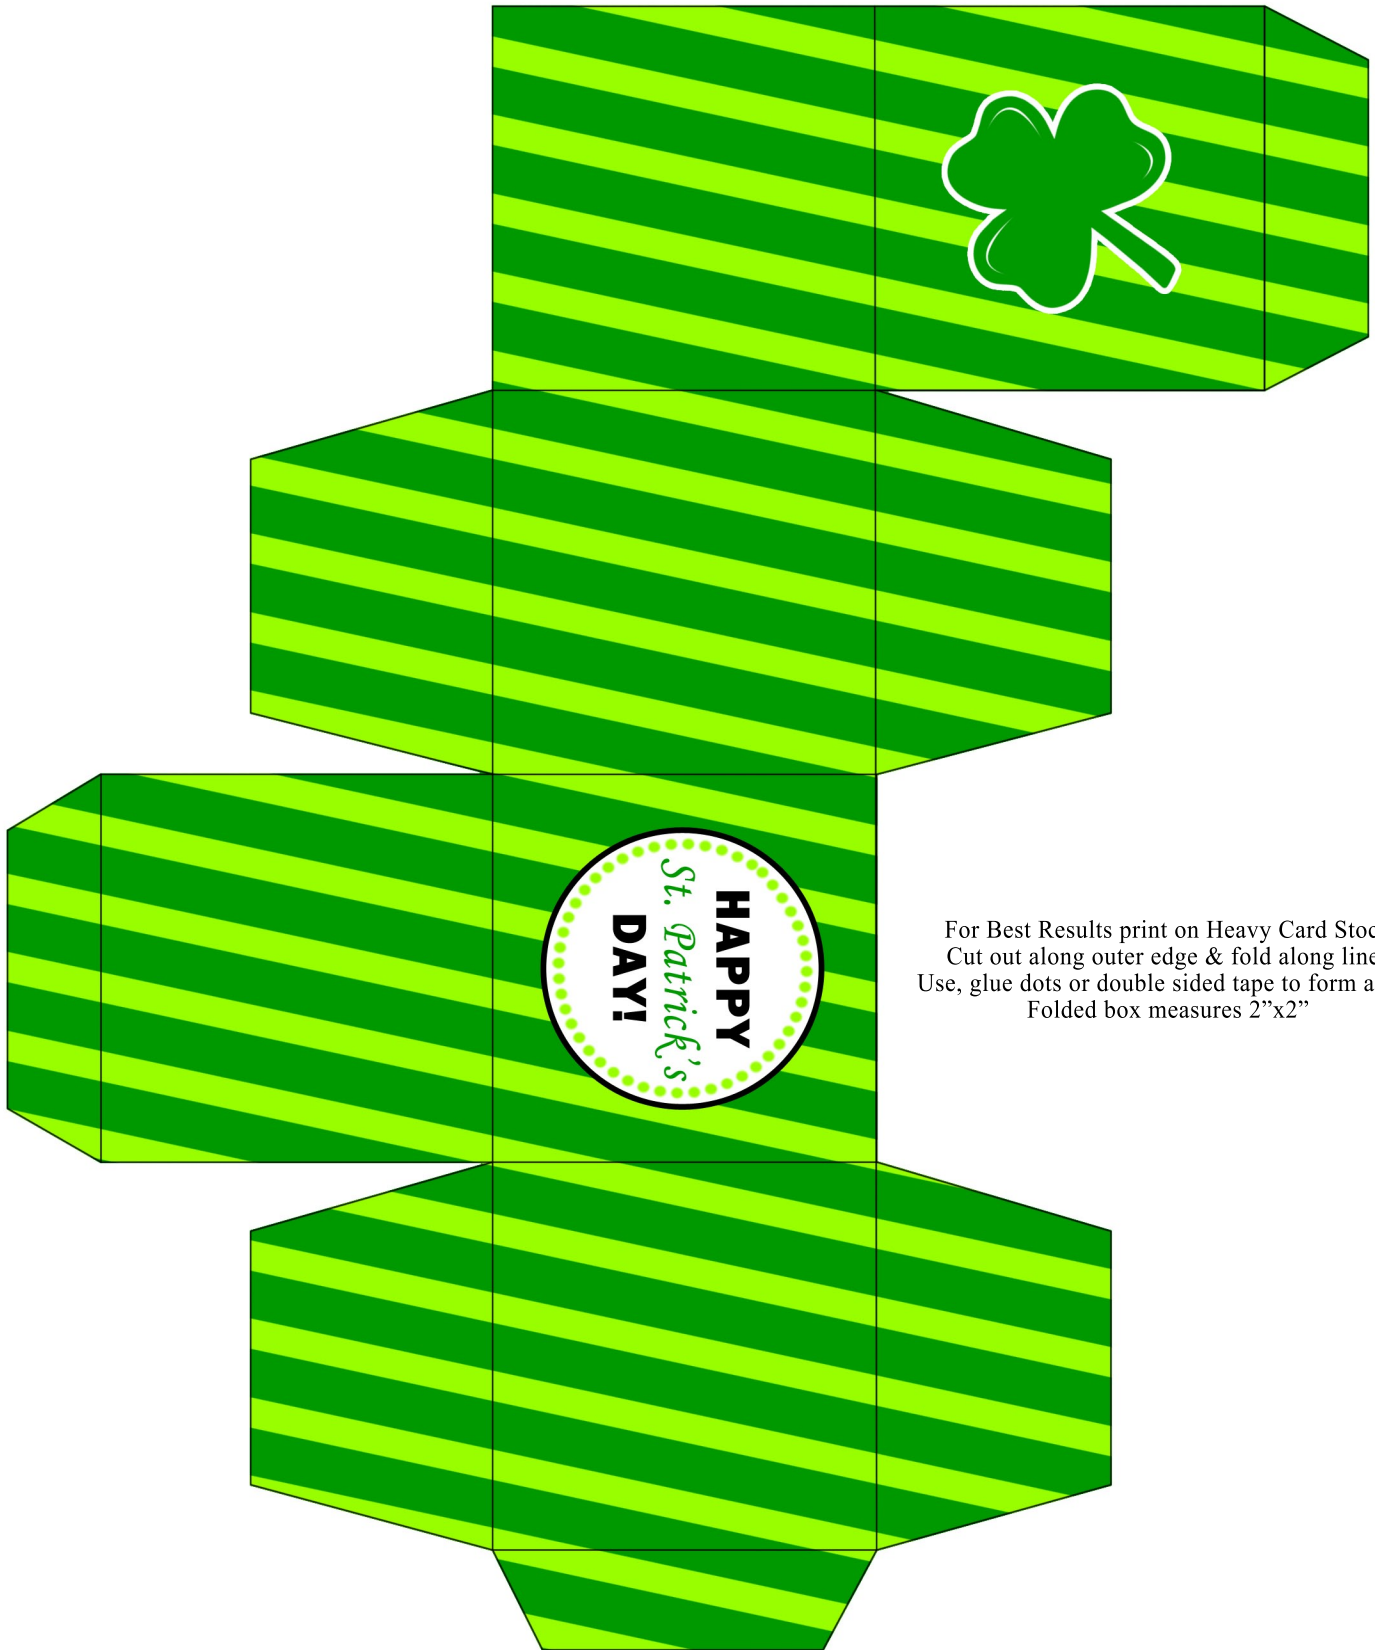 HAPPY
St. Patrick's
DAY!
For Best Results print on Heavy Card Stoc
Cut out along outer edge & fold along line
Use, glue dots or double sided tape to form a
Folded box measures 2”x2”